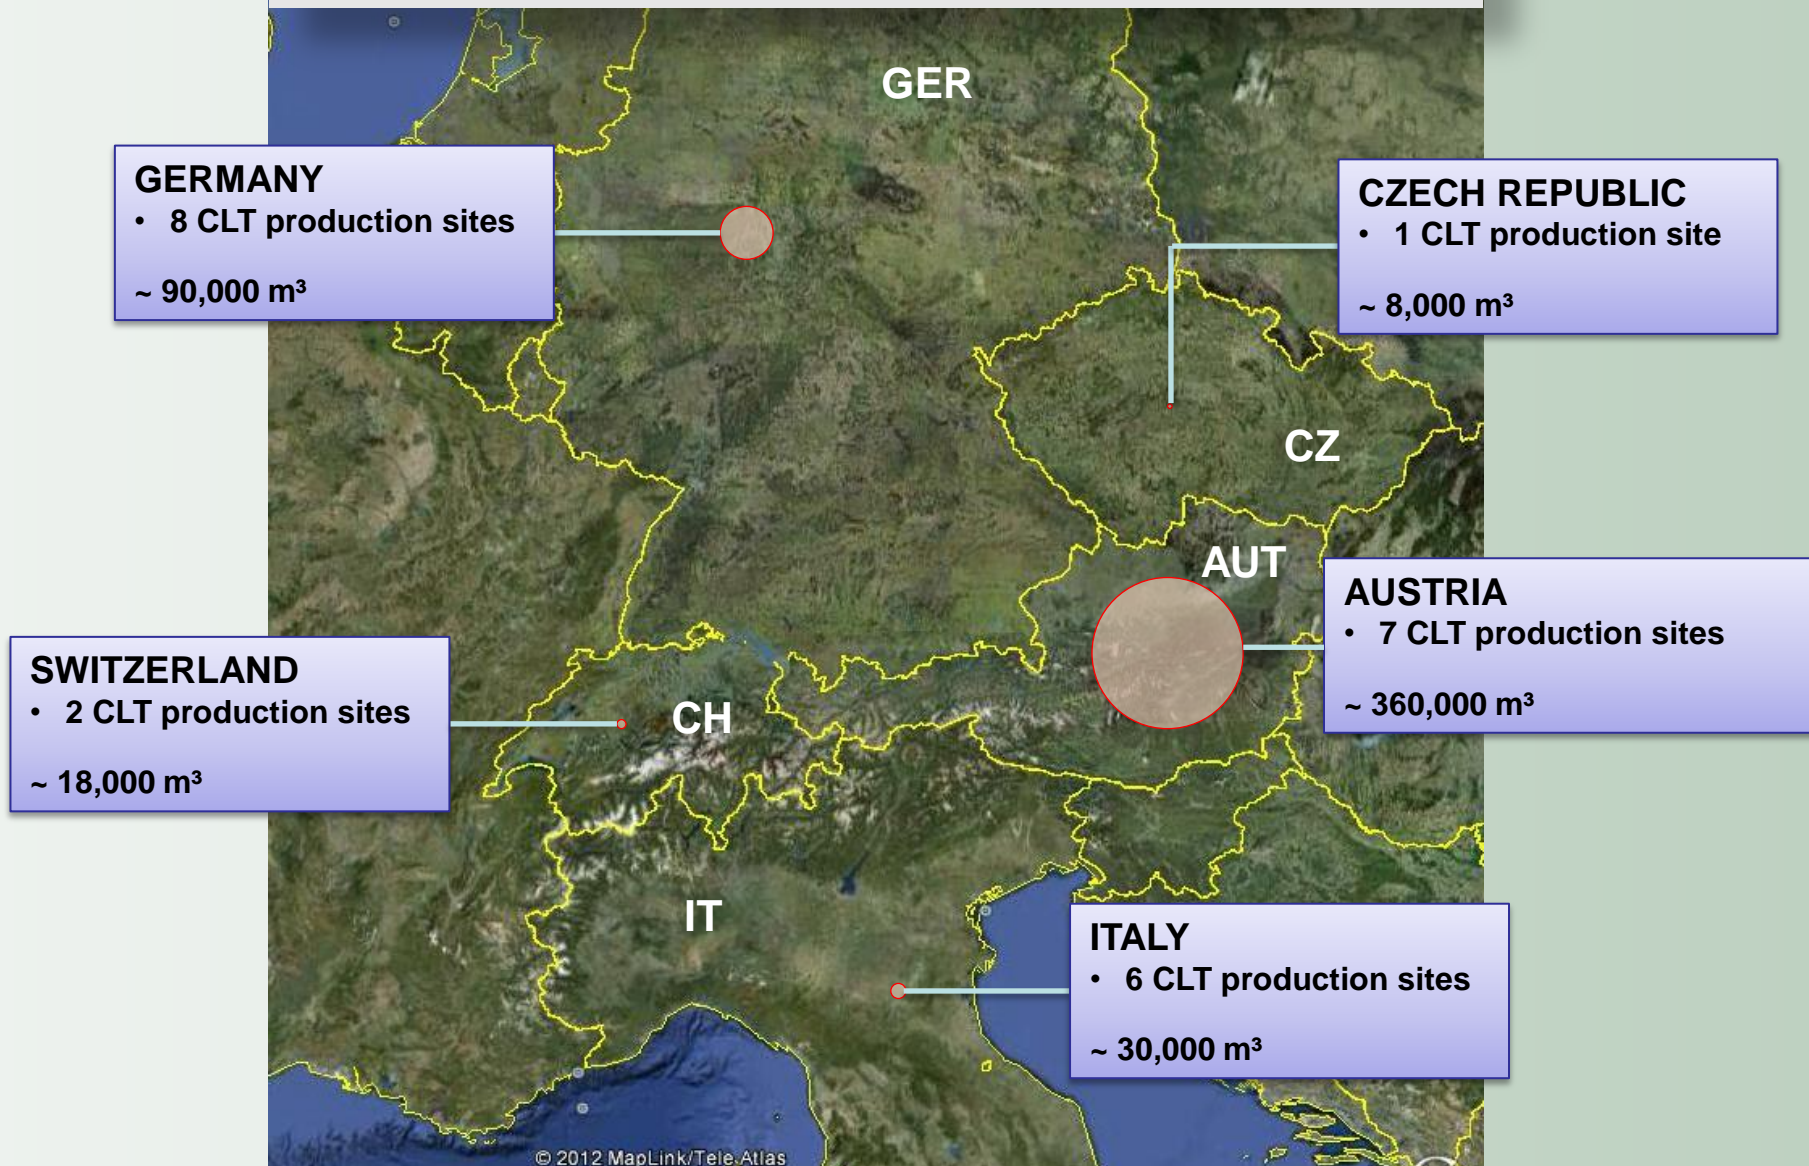 GER
GERMANY
• 8 CLT production sites
~ 90,000 m³
CZECH REPUBLIC
• 1 CLT production site
~ 8,000 m³
CZ
AUT
AUSTRIA
• 7 CLT production sites
~ 360,000 m³
SWITZERLAND
• 2 CLT production sites
~ 18,000 m³
CH
IT
ITALY
• 6 CLT production sites
~ 30,000 m³
© 2012 MapLink/Tele Atlas